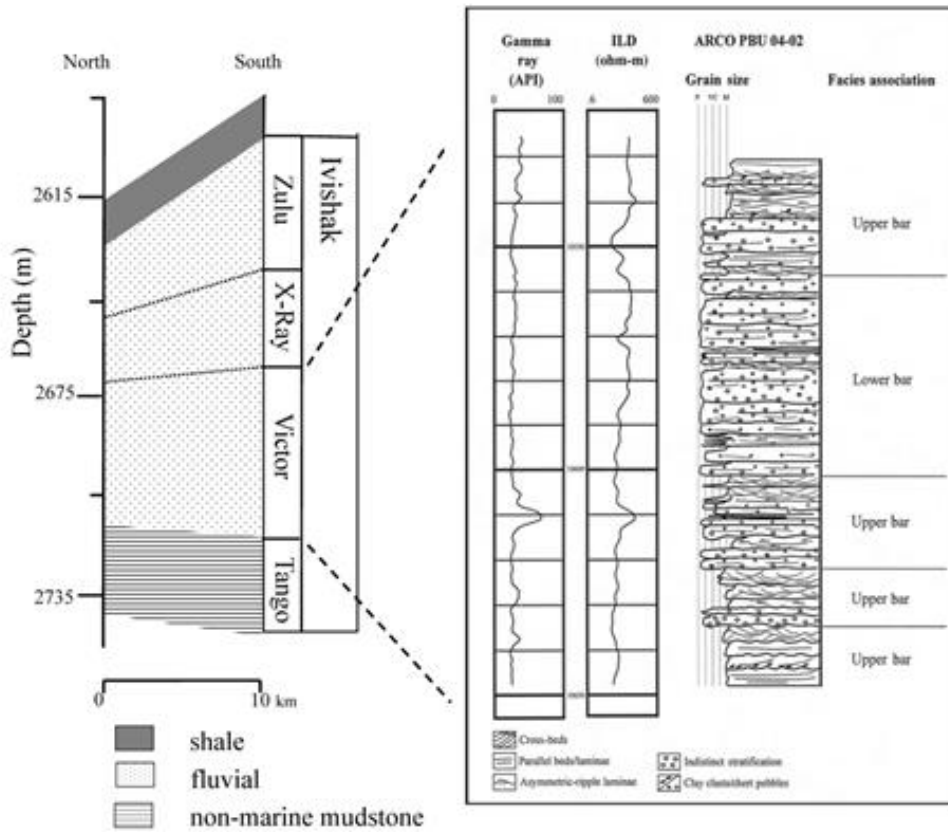 North
South
Depth (m)
2615
2675
2735
Zulu
X-Ray
Victor
Tango
Ivishak
0
10 km
shale
fluvial
non-marine mudstone
Gamma
ray
(API)
0
100
ILD
(ohm-m)
.6
600
ARCO PBU 04-02
Grain size
Facies association
Upper bar
Lower bar
Upper bar
Upper bar
Upper bar
Cross-beds
Parallel beds/laminae
Asymmetric-ripple laminae
Indistinct stratification
Clay clasts/chert pebbles